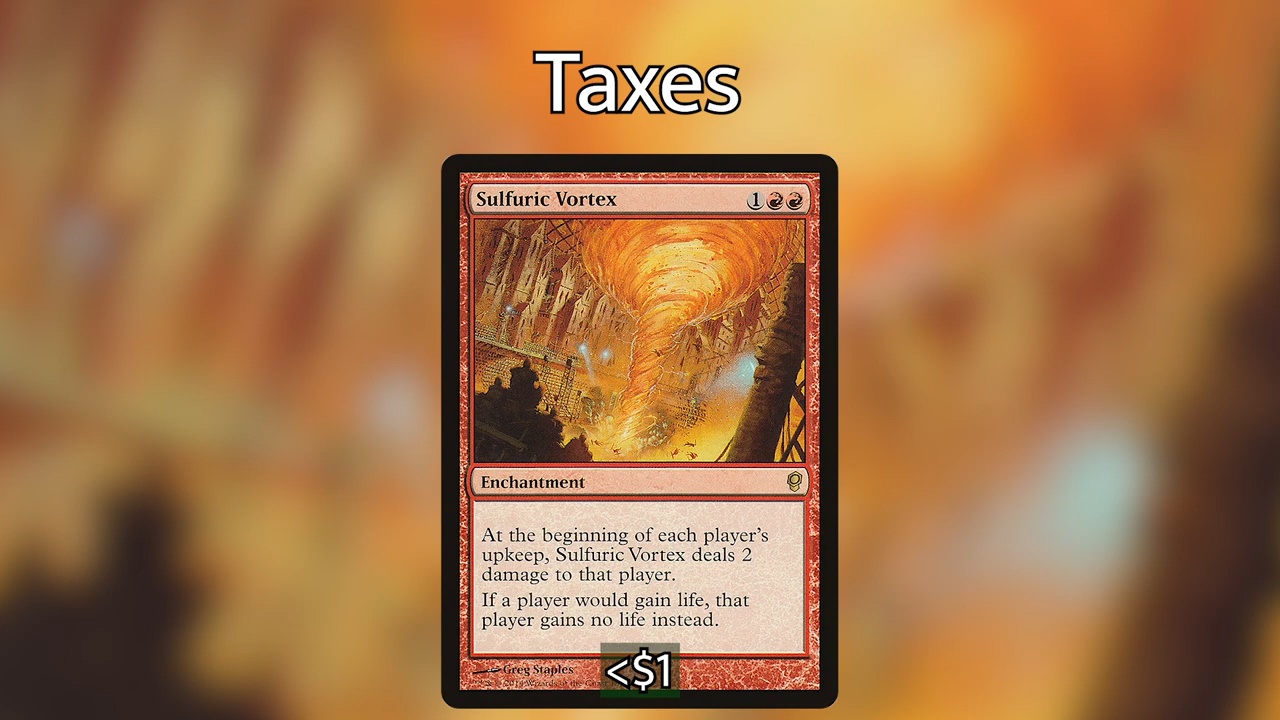 Taxes
Sulfuric Vortex 1
Enchantment
At the beginning of each player's
upkeep, Sulfuric Vortex deals 2
damage to that player.
If a player would gain life, that
player gains no life instead.
Greg Staples
<$1